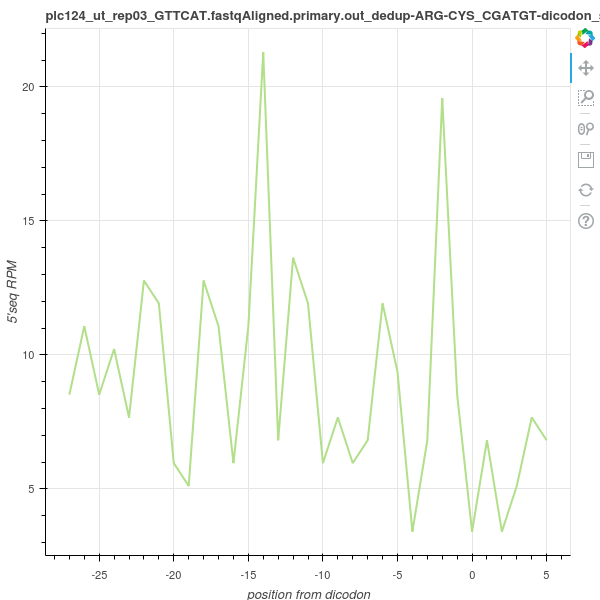 plc124_ut_rep03_GTTCAT.fastqAligned.primary.out_dedup-ARG-CYS_CGATGT-dicodon_
20
15
10
5
5'seq RPM
-25 -20 -15 -10 -5 0 5
position from dicodon